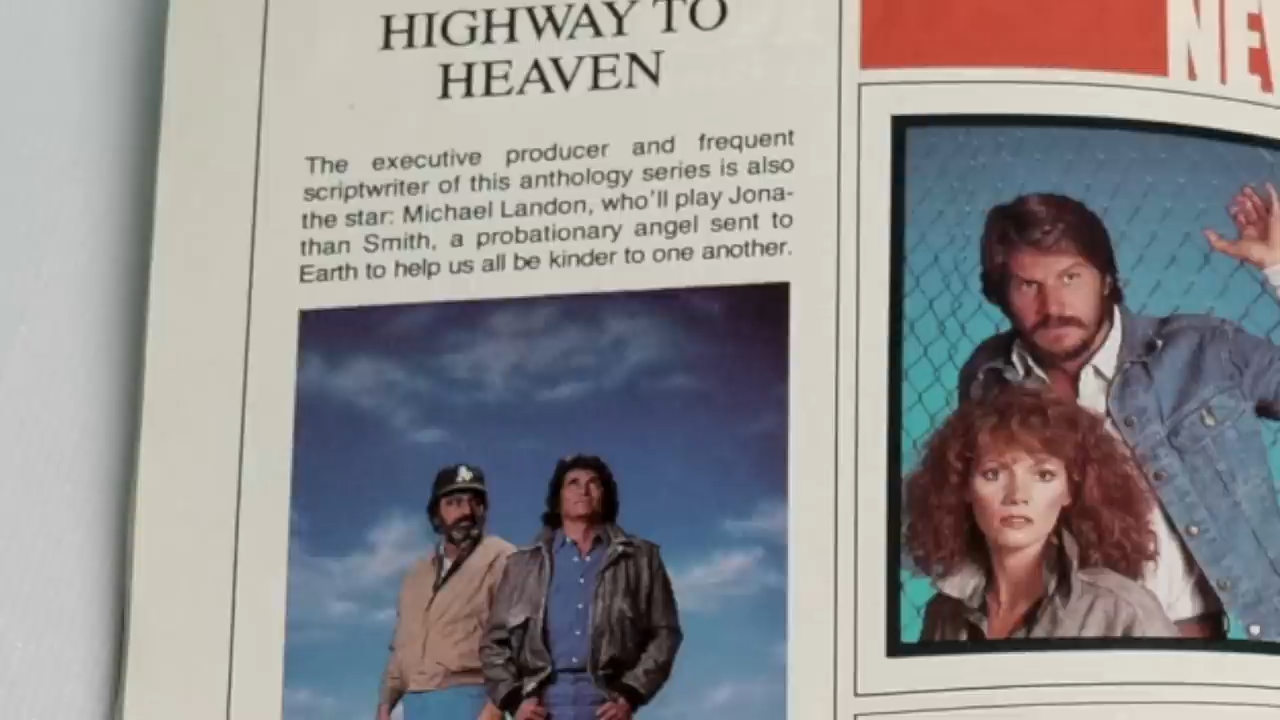 HIGHWAY TO
HEAVEN
The executive producer and frequent
scriptwriter of this anthology series is also
the star: Michael Landon, who'll play Jona-
than Smith, a probationary angel sent to
Earth to help us all be kinder to one another.
A's